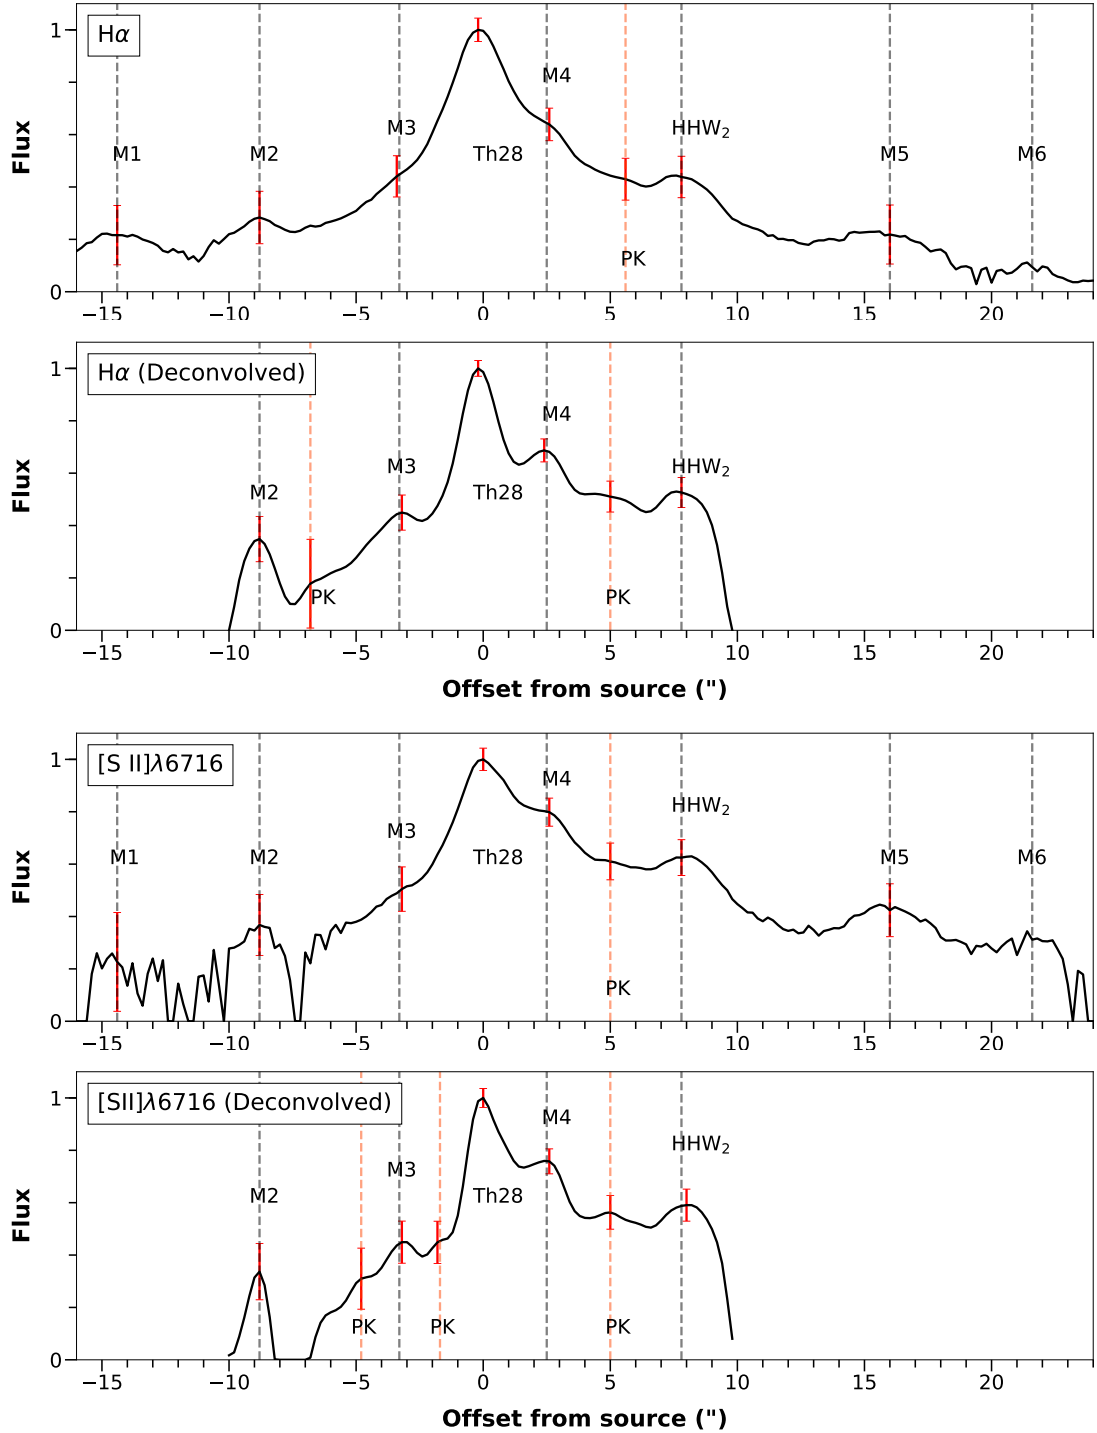 Hα
M1
M2
M3
Th28
M4
PK
HHW₂
M5
M6
Flux
1
0
−15 −10 −5 0 5 10 15 20
Hα (Deconvolved)
M2
PK
M3
Th28
M4
PK
HHW₂
Flux
1
0
−15 −10 −5 0 5 10 15 20
Offset from source (")
[S II]λ6716
M1
M2
M3
Th28
M4
PK
HHW₂
M5
M6
Flux
1
0
−15 −10 −5 0 5 10 15 20
[SII]λ6716 (Deconvolved)
M2
PK
M3
PK
Th28
M4
PK
HHW₂
Flux
1
0
−15 −10 −5 0 5 10 15 20
Offset from source (")